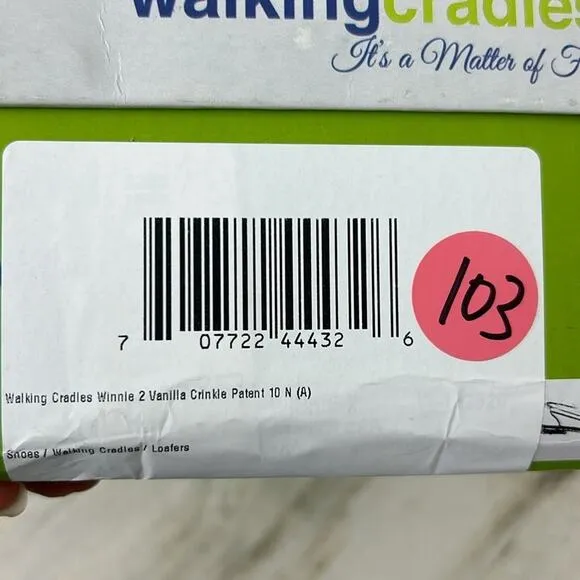 walkingcradles
It's a Matter of
103
7 07722 44432 6
Walking Cradles Winnie 2 Vanilla Crinkle Patent 10 N (A)
Shoes / Walking Cradles / Loafers